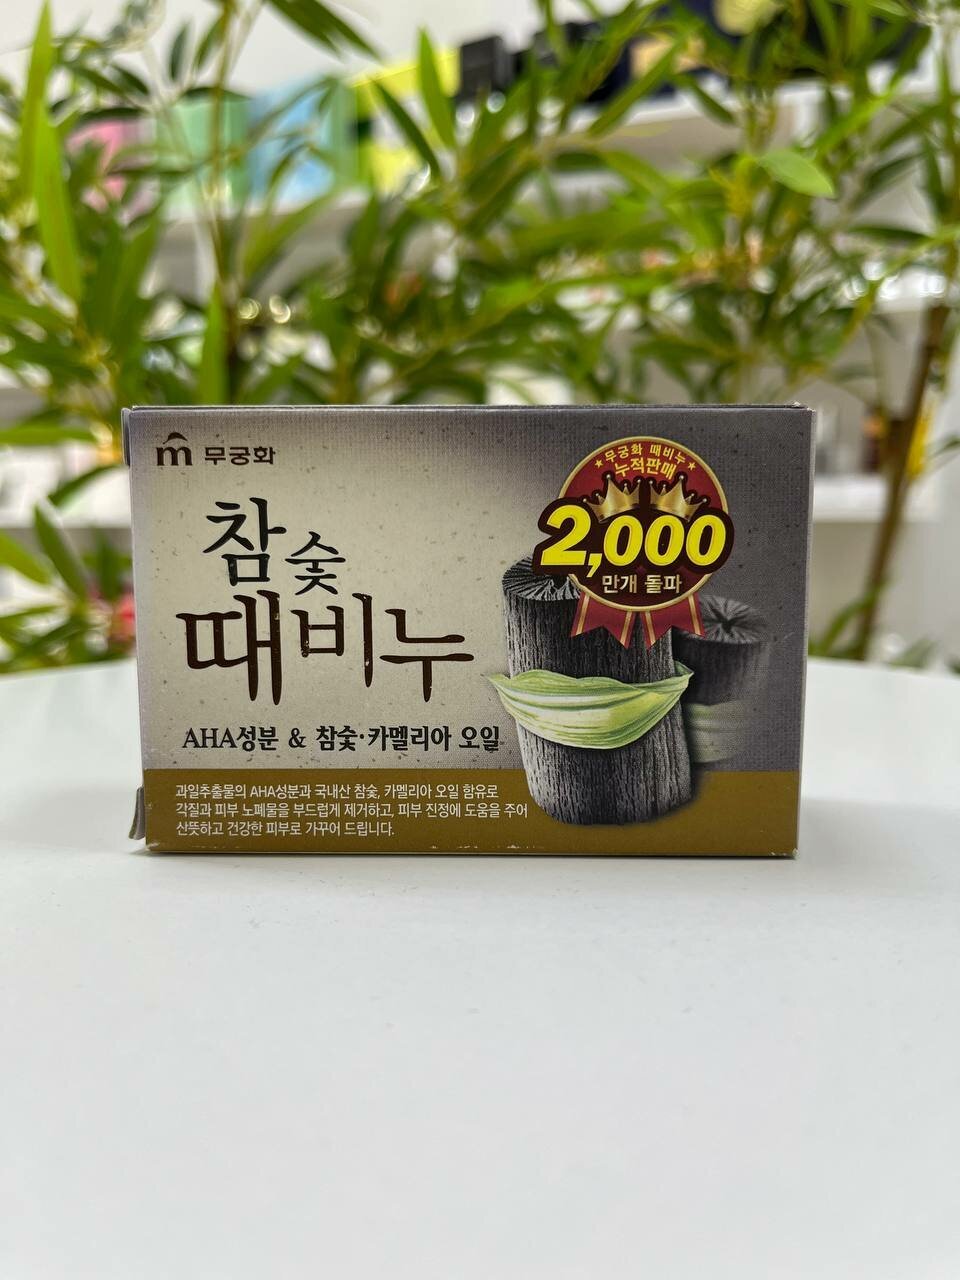 m 무궁화
참숯
때비누
AHA성분 & 참숯·카멜리아 오일
과일추출물의 AHA성분과 국내산 참숯, 카멜리아 오일 함유로
각질과 피부 노폐물을 부드럽게 제거하고, 피부 진정에 도움을 주어
산뜻하고 건강한 피부로 가꾸어 드립니다.
★무궁화 때비누★
누적판매
2,000
만개 돌파